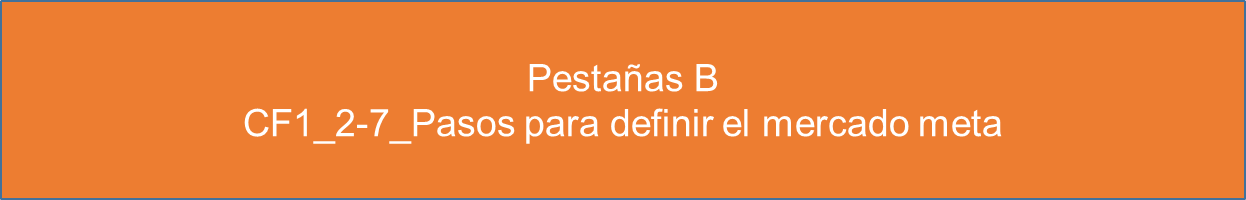 Pestañas B
CF1_2-7_Pasos para definir el mercado meta